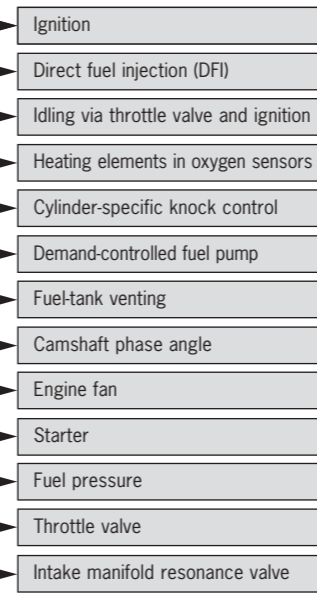 Ignition
Direct fuel injection (DFI)
Idling via throttle valve and ignition
Heating elements in oxygen sensors
Cylinder-specific knock control
Demand-controlled fuel pump
Fuel-tank venting
Camshaft phase angle
Engine fan
Starter
Fuel pressure
Throttle valve
Intake manifold resonance valve